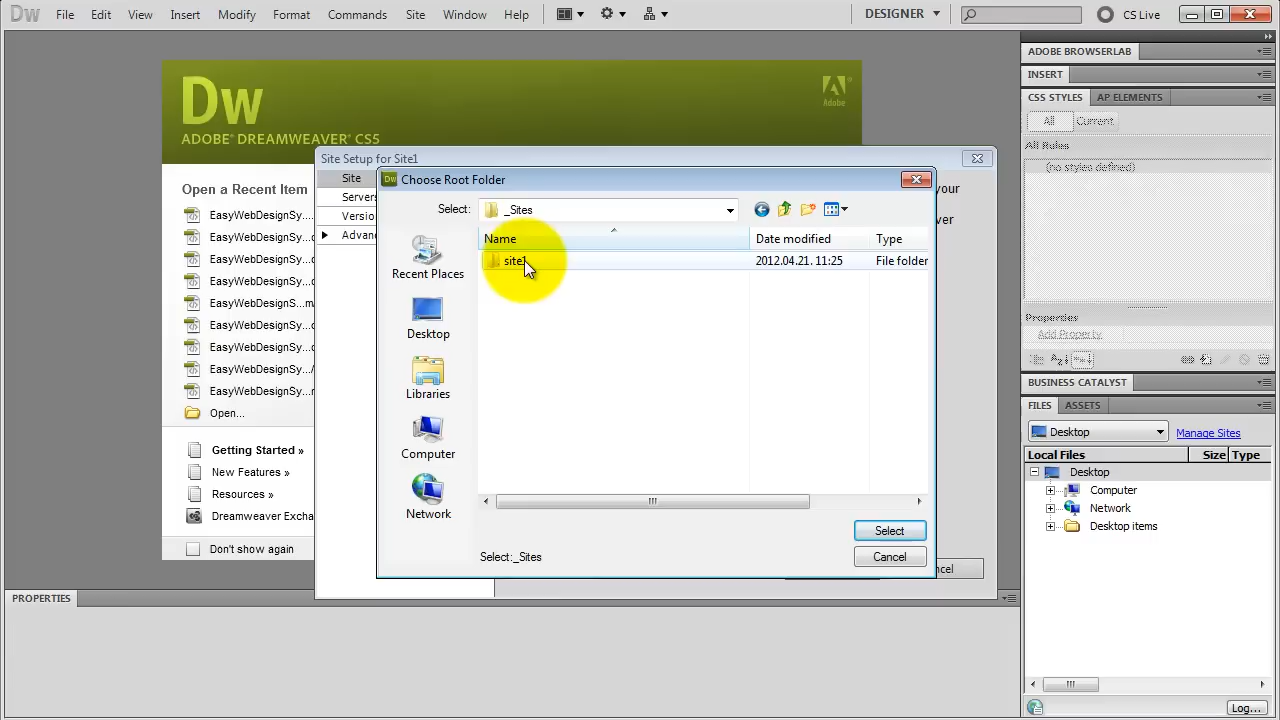 Dw File Edit View Insert Modify Format Commands Site Window Help DESIGNER CS Live
Dw
ADOBE® DREAMWEAVER® CS5
Adobe
Open a Recent Item
EasyWebDesignSy...
EasyWebDesignSy...
EasyWebDesignSy...
EasyWebDesignSy...
EasyWebDesignS...m/
EasyWebDesignSy...
EasyWebDesignSy...
EasyWebDesignSy.../
EasyWebDesignSy...
Open...
Getting Started »
New Features »
Resources »
Dreamweaver Excha
Don't show again
Site Setup for Site1
Site
Servers
Versio
Advan
your
ver
ncel
Choose Root Folder
Select: _Sites
Name Date modified Type
site1 2012.04.21. 11:25 File folder
Recent Places
Desktop
Libraries
Computer
Network
Select
Cancel
Select:_Sites
ADOBE BROWSERLAB
INSERT
CSS STYLES AP ELEMENTS
All Current
All Rules
(no styles defined)
Properties
Add Property
BUSINESS CATALYST
FILES ASSETS
Desktop Manage Sites
Local Files Size Type
Desktop
Computer
Network
Desktop items
Log...
PROPERTIES